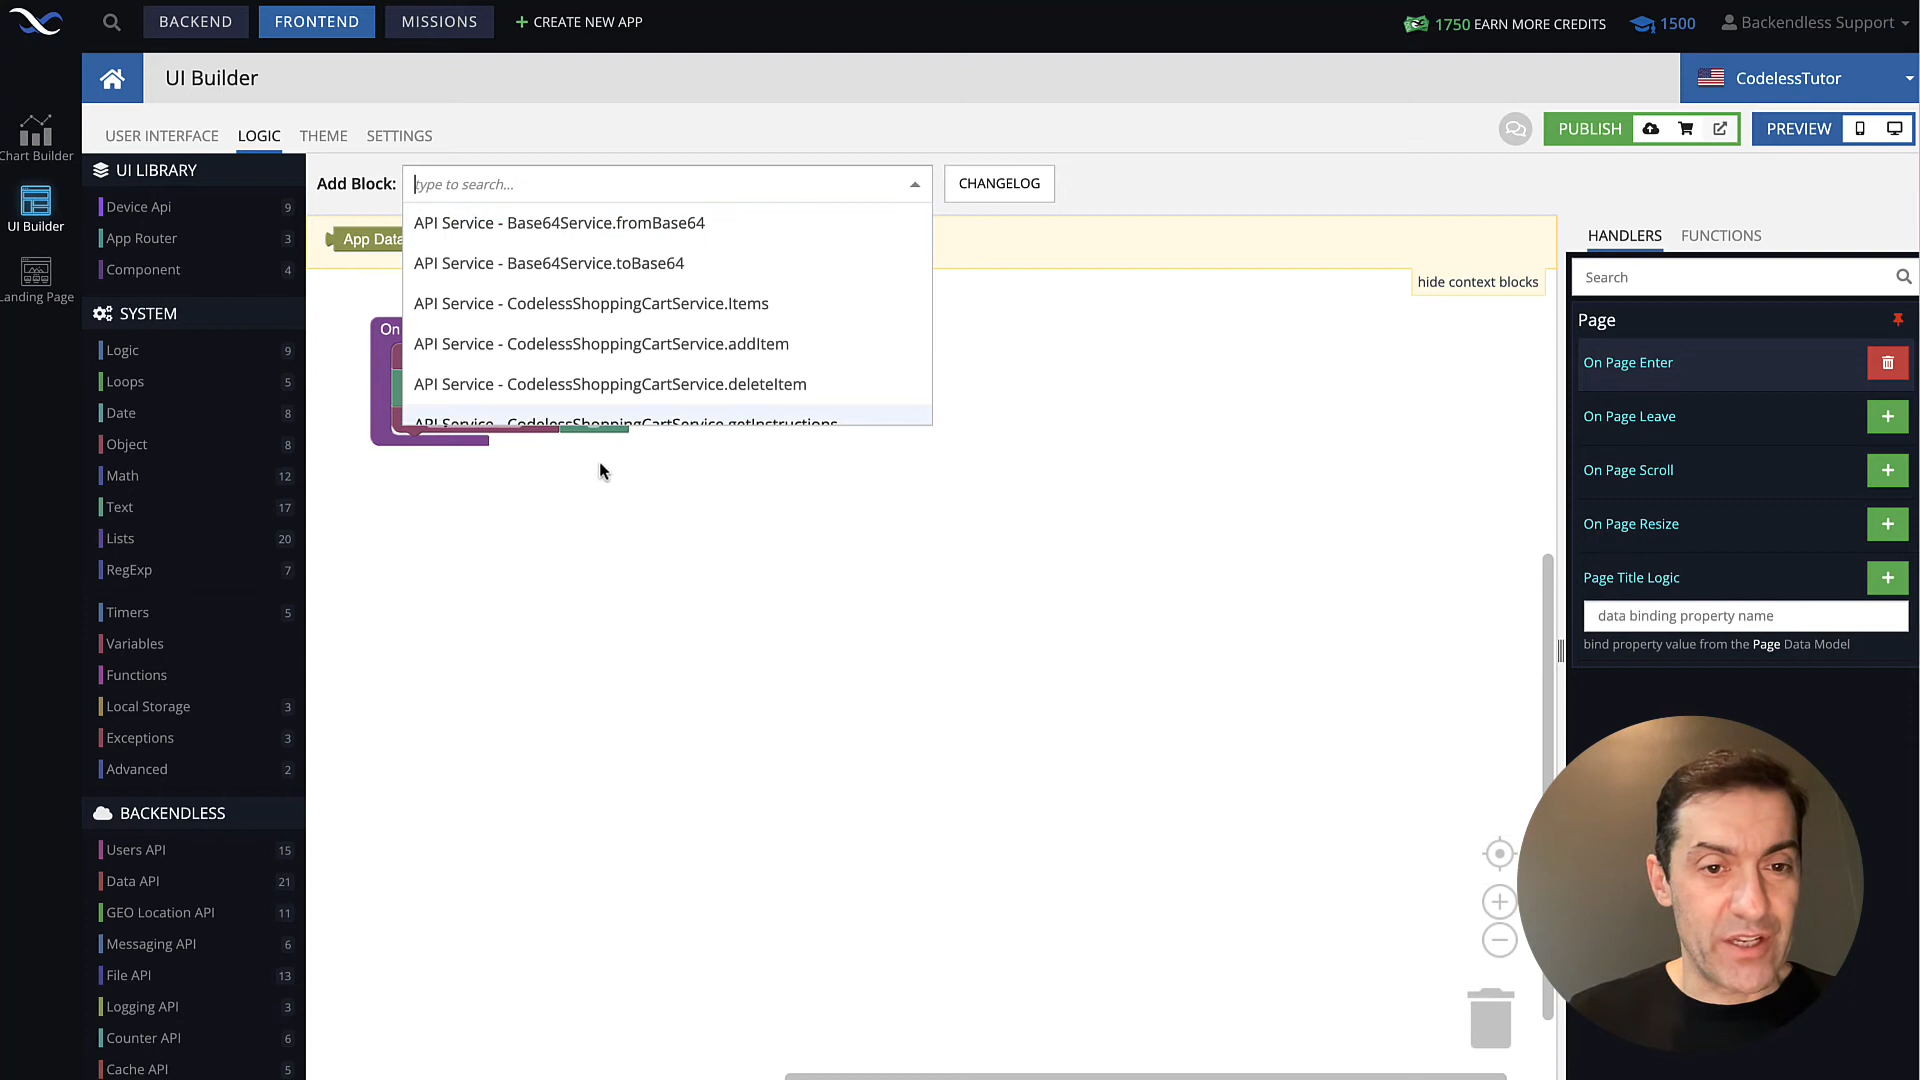 BACKEND
FRONTEND
MISSIONS
+ CREATE NEW APP
1750 EARN MORE CREDITS
1500
Backendless Support
UI Builder
CodelessTutor
USER INTERFACE
LOGIC
THEME
SETTINGS
PUBLISH
PREVIEW
Chart Builder
UI Builder
Landing Page
UI LIBRARY
Device Api 9
App Router 3
Component 4
SYSTEM
Logic 9
Loops 5
Date 8
Object 8
Math 12
Text 17
Lists 20
RegExp 7
Timers 5
Variables
Functions
Local Storage 3
Exceptions 3
Advanced 2
BACKENDLESS
Users API 15
Data API 21
GEO Location API 11
Messaging API 6
File API 13
Logging API 3
Counter API 6
Cache API 5
Add Block:
type to search...
CHANGELOG
API Service - Base64Service.fromBase64
API Service - Base64Service.toBase64
API Service - CodelessShoppingCartService.Items
API Service - CodelessShoppingCartService.addItem
API Service - CodelessShoppingCartService.deleteItem
API Service - CodelessShoppingCartService.getInstructions
App Data
hide context blocks
On
HANDLERS
FUNCTIONS
Search
Page
On Page Enter
On Page Leave
On Page Scroll
On Page Resize
Page Title Logic
data binding property name
bind property value from the Page Data Model